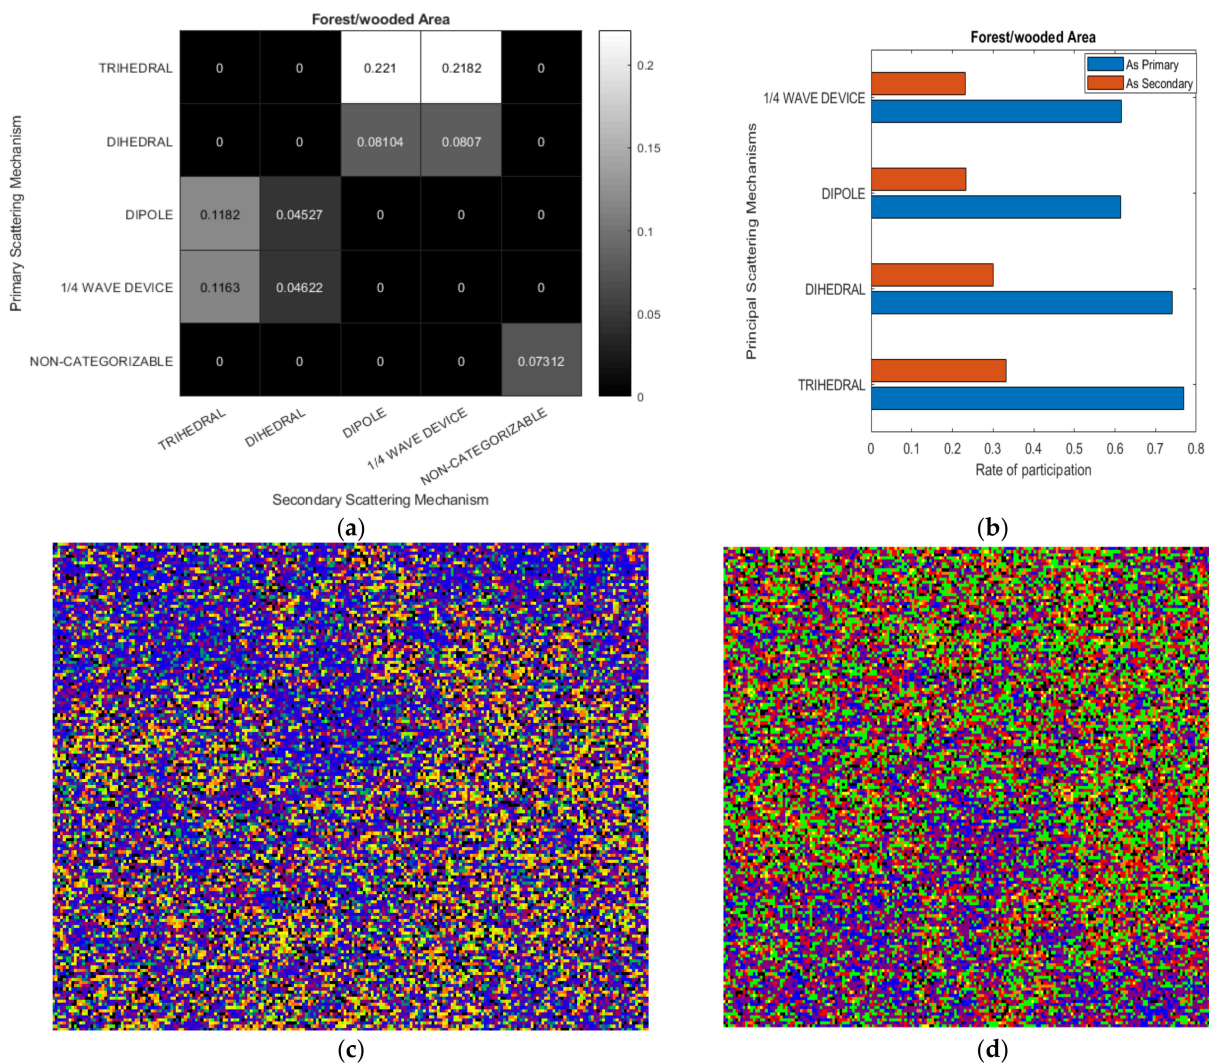 Forest/wooded Area
Primary Scattering Mechanism
TRIHEDRAL 0 0 0.221 0.2182 0
DIHEDRAL 0 0 0.08104 0.0807 0
DIPOLE 0.1182 0.04527 0 0 0
1/4 WAVE DEVICE 0.1163 0.04622 0 0 0
NON-CATEGORIZABLE 0 0 0 0 0.07312
TRIHEDRAL DIHEDRAL DIPOLE 1/4 WAVE DEVICE NON-CATEGORIZABLE
Secondary Scattering Mechanism
0.2
0.15
0.1
0.05
0
(a)
Forest/wooded Area
As Primary
As Secondary
Principal Scattering Mechanisms
1/4 WAVE DEVICE
DIPOLE
DIHEDRAL
TRIHEDRAL
0 0.1 0.2 0.3 0.4 0.5 0.6 0.7 0.8
Rate of participation
(b)
(c)
(d)